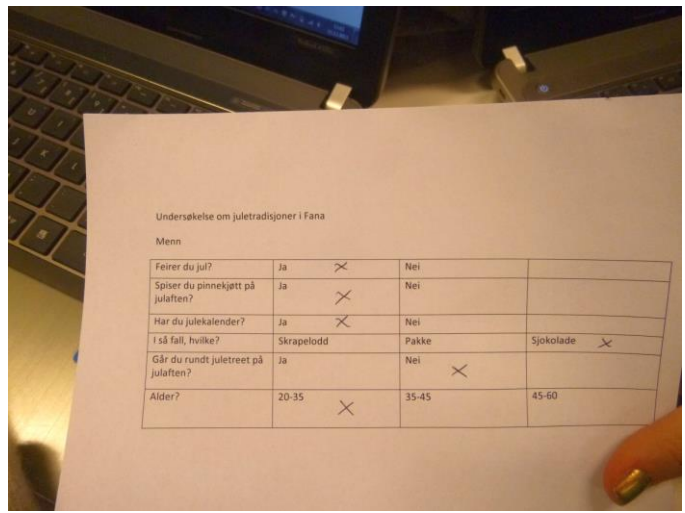 Undersøkelse om juletradisjoner i Fana
Menn
Feirer du jul? Ja Nei
Spiser du pinnekjøtt på Ja Nei
julaften?
Har du julekalender? Ja Nei
I så fall, hvilke? Skrapelodd Pakke Sjokolade
Går du rundt juletreet på Ja Nei
julaften?
Alder? 20-35 35-45 45-60